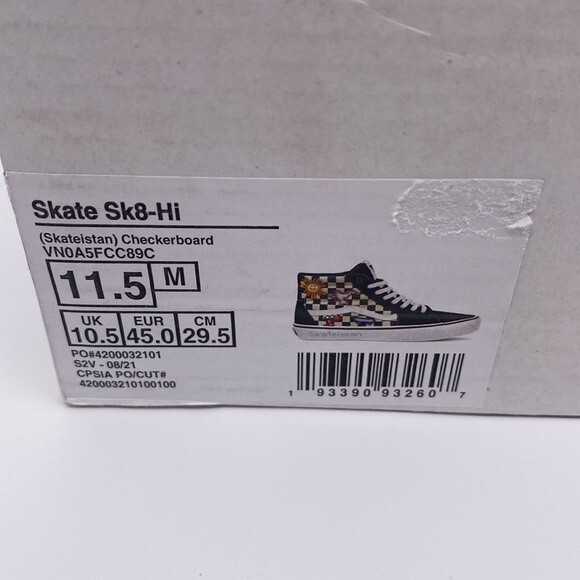 Skate Sk8-Hi
(Skateistan) Checkerboard
VN0A5FCC89C
11.5 M
UK EUR CM
10.5 45.0 29.5
PO#4200032101
S2V - 08/21
CPSIA PO/CUT#
420003210100100
Skateistan
1 93390 93260 7